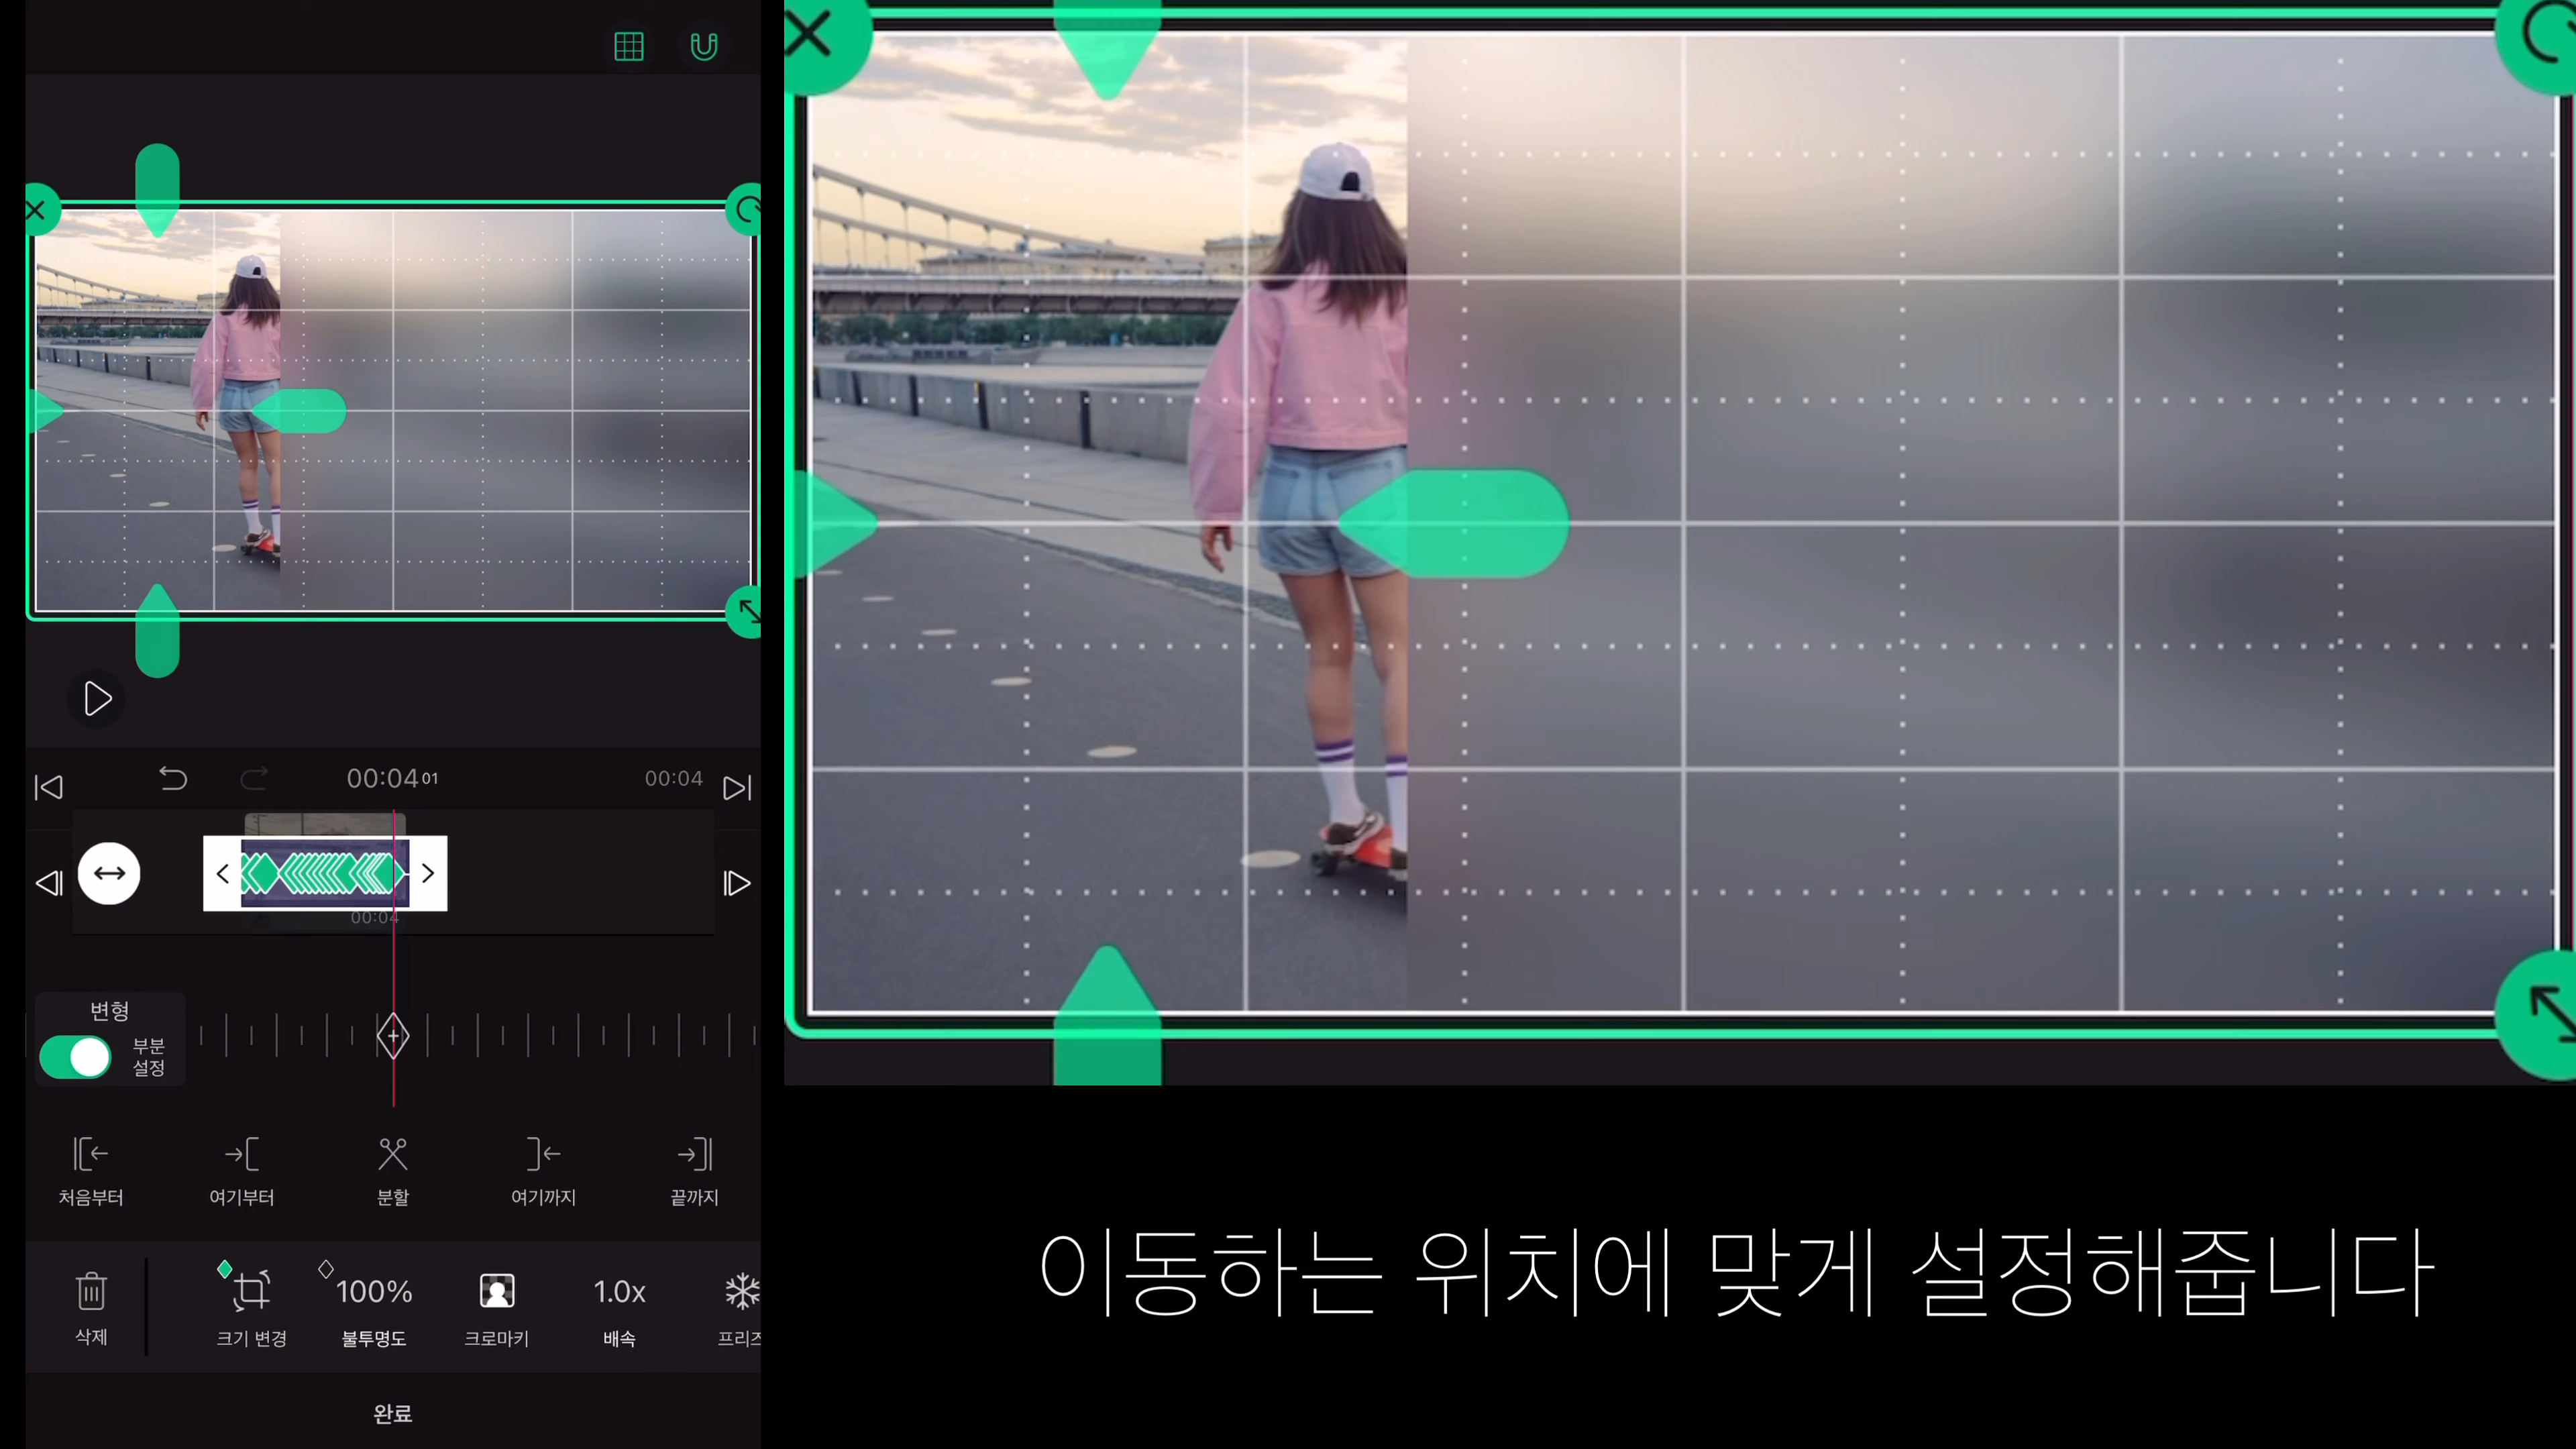 00:04 01
00:04
00:04
변형
부분
설정
처음부터
여기부터
분할
여기까지
끝까지
100%
1.0x
삭제
크기 변경
불투명도
크로마키
배속
프리즈
완료
이동하는 위치에 맞게 설정해줍니다